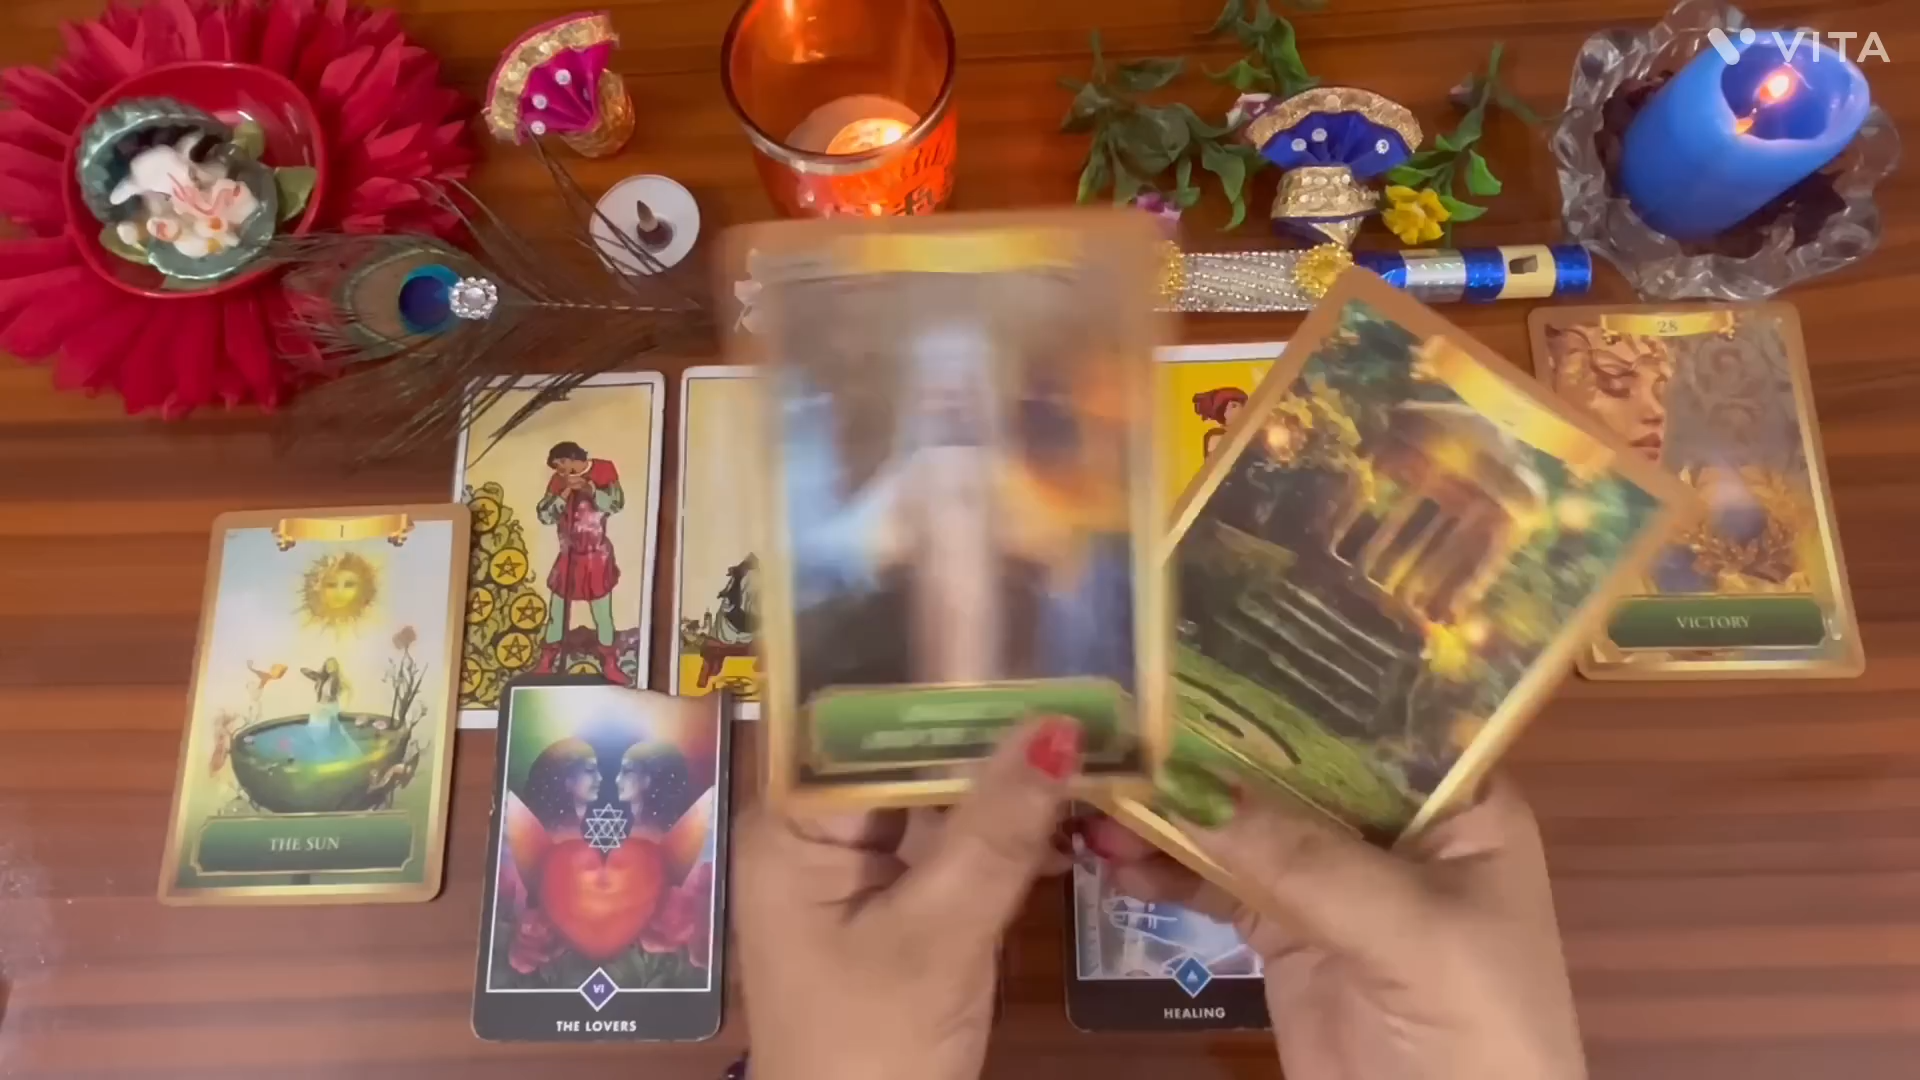 VITA
28
VICTORY
I
THE SUN
VI
THE LOVERS
HEALING